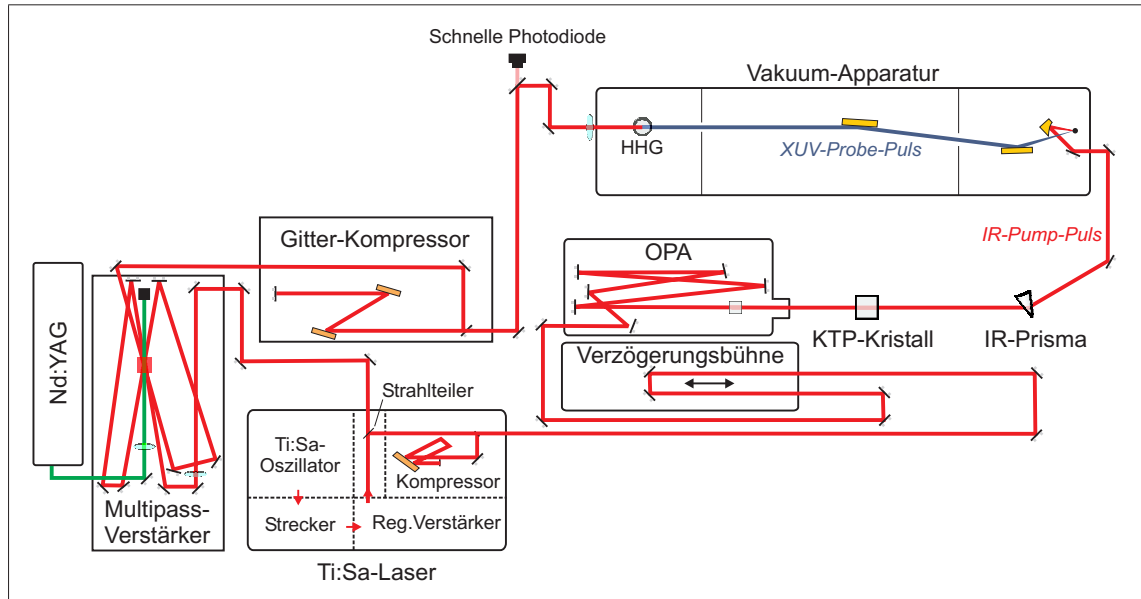 Schnelle Photodiode
Vakuum-Apparatur
HHG
XUV-Probe-Puls
IR-Pump-Puls
Gitter-Kompressor
OPA
KTP-Kristall
IR-Prisma
Nd:YAG
Verzögerungsbühne
Strahlteiler
Ti:Sa-
Oszillator
Kompressor
Multipass-
Verstärker
Strecker
Reg.Verstärker
Ti:Sa-Laser